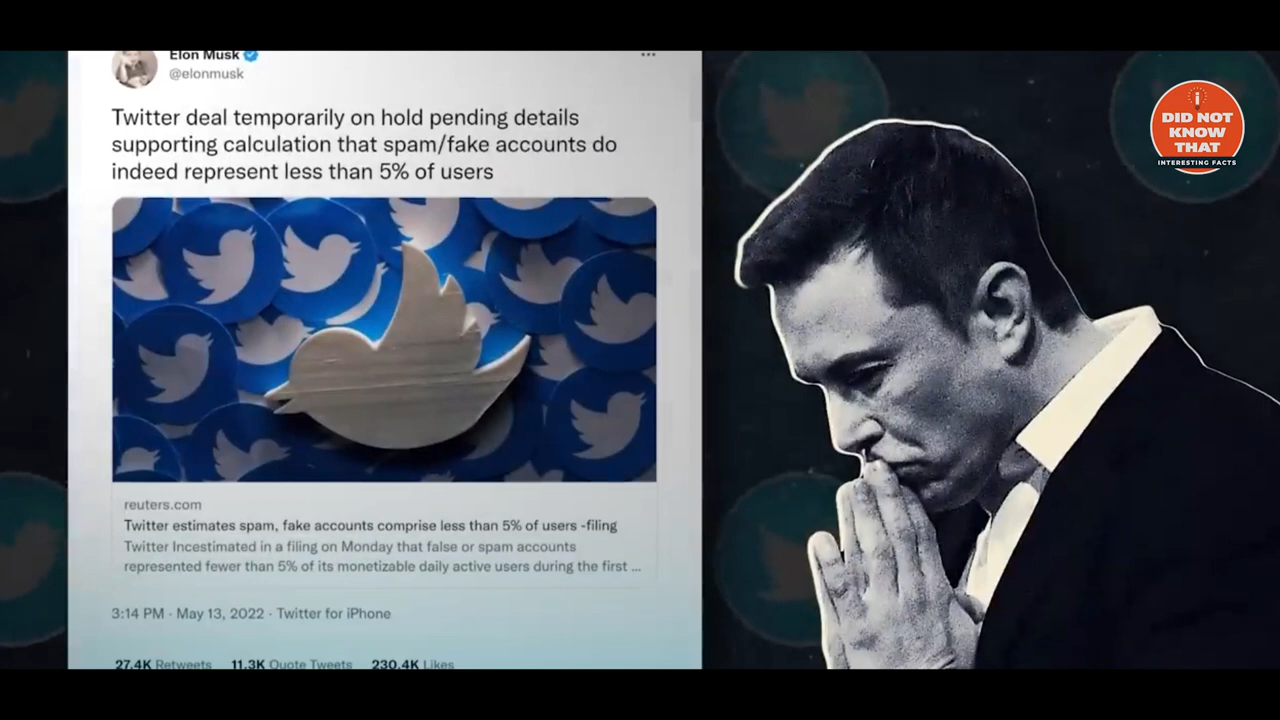 Elon Musk
@elonmusk
Twitter deal temporarily on hold pending details
supporting calculation that spam/fake accounts do
indeed represent less than 5% of users
reuters.com
Twitter estimates spam, fake accounts comprise less than 5% of users -filing
Twitter Incestimated in a filing on Monday that false or spam accounts
represented fewer than 5% of its monetizable daily active users during the first ...
3:14 PM · May 13, 2022 · Twitter for iPhone
27.4K Retweets 11.3K Quote Tweets 230.4K Likes
i
DID NOT
KNOW
THAT
INTERESTING FACTS